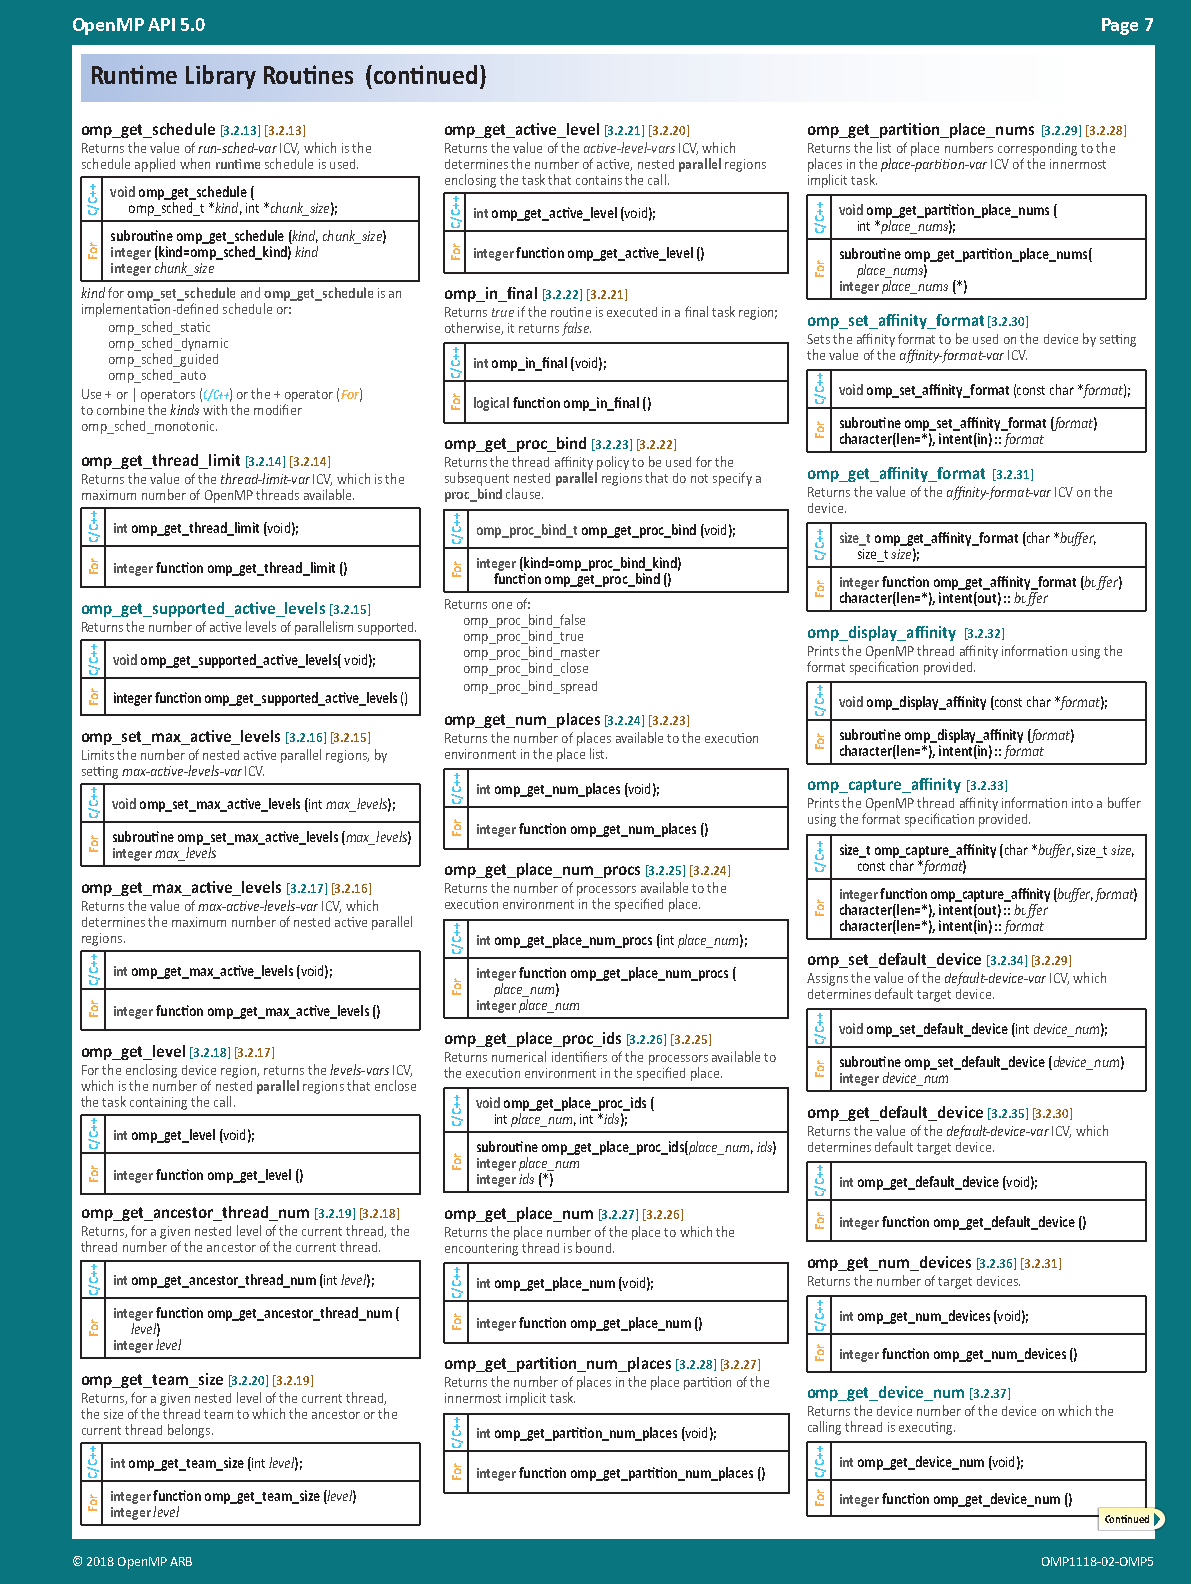 OpenMP API 5.0
Page 7
Runtime Library Routines (continued)
omp_get_schedule [3.2.13] [3.2.13]
Returns the value of run-sched-var ICV, which is the
schedule applied when runtime schedule is used.
C/C++
void omp_get_schedule (
omp_sched_t *kind, int *chunk_size);
For
subroutine omp_get_schedule (kind, chunk_size)
integer (kind=omp_sched_kind) kind
integer chunk_size
kind for omp_set_schedule and omp_get_schedule is an
implementation-defined schedule or:
omp_sched_static
omp_sched_dynamic
omp_sched_guided
omp_sched_auto
Use + or | operators (C/C++) or the + operator (For)
to combine the kinds with the modifier
omp_sched_monotonic.
omp_get_thread_limit [3.2.14] [3.2.14]
Returns the value of the thread-limit-var ICV, which is the
maximum number of OpenMP threads available.
C/C++
int omp_get_thread_limit (void);
For
integer function omp_get_thread_limit ()
omp_get_supported_active_levels [3.2.15]
Returns the number of active levels of parallelism supported.
C/C++
void omp_get_supported_active_levels( void);
For
integer function omp_get_supported_active_levels ()
omp_set_max_active_levels [3.2.16] [3.2.15]
Limits the number of nested active parallel regions, by
setting max-active-levels-var ICV.
C/C++
void omp_set_max_active_levels (int max_levels);
For
subroutine omp_set_max_active_levels (max_levels)
integer max_levels
omp_get_max_active_levels [3.2.17] [3.2.16]
Returns the value of max-active-levels-var ICV, which
determines the maximum number of nested active parallel
regions.
C/C++
int omp_get_max_active_levels (void);
For
integer function omp_get_max_active_levels ()
omp_get_level [3.2.18] [3.2.17]
For the enclosing device region, returns the levels-vars ICV,
which is the number of nested parallel regions that enclose
the task containing the call.
C/C++
int omp_get_level (void);
For
integer function omp_get_level ()
omp_get_ancestor_thread_num [3.2.19] [3.2.18]
Returns, for a given nested level of the current thread, the
thread number of the ancestor of the current thread.
C/C++
int omp_get_ancestor_thread_num (int level);
For
integer function omp_get_ancestor_thread_num (
level)
integer level
omp_get_team_size [3.2.20] [3.2.19]
Returns, for a given nested level of the current thread,
the size of the thread team to which the ancestor or the
current thread belongs.
C/C++
int omp_get_team_size (int level);
For
integer function omp_get_team_size (level)
integer level
omp_get_active_level [3.2.21] [3.2.20]
Returns the value of the active-level-vars ICV, which
determines the number of active, nested parallel regions
enclosing the task that contains the call.
C/C++
int omp_get_active_level (void);
For
integer function omp_get_active_level ()
omp_in_final [3.2.22] [3.2.21]
Returns true if the routine is executed in a final task region;
otherwise, it returns false.
C/C++
int omp_in_final (void);
For
logical function omp_in_final ()
omp_get_proc_bind [3.2.23] [3.2.22]
Returns the thread affinity policy to be used for the
subsequent nested parallel regions that do not specify a
proc_bind clause.
C/C++
omp_proc_bind_t omp_get_proc_bind (void);
For
integer (kind=omp_proc_bind_kind)
function omp_get_proc_bind ()
Returns one of:
omp_proc_bind_false
omp_proc_bind_true
omp_proc_bind_master
omp_proc_bind_close
omp_proc_bind_spread
omp_get_num_places [3.2.24] [3.2.23]
Returns the number of places available to the execution
environment in the place list.
C/C++
int omp_get_num_places (void);
For
integer function omp_get_num_places ()
omp_get_place_num_procs [3.2.25] [3.2.24]
Returns the number of processors available to the
execution environment in the specified place.
C/C++
int omp_get_place_num_procs (int place_num);
For
integer function omp_get_place_num_procs (
place_num)
integer place_num
omp_get_place_proc_ids [3.2.26] [3.2.25]
Returns numerical identifiers of the processors available to
the execution environment in the specified place.
C/C++
void omp_get_place_proc_ids (
int place_num, int *ids);
For
subroutine omp_get_place_proc_ids(place_num, ids)
integer place_num
integer ids (*)
omp_get_place_num [3.2.27] [3.2.26]
Returns the place number of the place to which the
encountering thread is bound.
C/C++
int omp_get_place_num (void);
For
integer function omp_get_place_num ()
omp_get_partition_num_places [3.2.28] [3.2.27]
Returns the number of places in the place partition of the
innermost implicit task.
C/C++
int omp_get_partition_num_places (void);
For
integer function omp_get_partition_num_places ()
omp_get_partition_place_nums [3.2.29] [3.2.28]
Returns the list of place numbers corresponding to the
places in the place-partition-var ICV of the innermost
implicit task.
C/C++
void omp_get_partition_place_nums (
int *place_nums);
For
subroutine omp_get_partition_place_nums(
place_nums)
integer place_nums (*)
omp_set_affinity_format [3.2.30]
Sets the affinity format to be used on the device by setting
the value of the affinity-format-var ICV.
C/C++
void omp_set_affinity_format (const char *format);
For
subroutine omp_set_affinity_format (format)
character(len=*), intent(in) :: format
omp_get_affinity_format [3.2.31]
Returns the value of the affinity-format-var ICV on the
device.
C/C++
size_t omp_get_affinity_format (char *buffer,
size_t size);
For
integer function omp_get_affinity_format (buffer)
character(len=*), intent(out) :: buffer
omp_display_affinity [3.2.32]
Prints the OpenMP thread affinity information using the
format specification provided.
C/C++
void omp_display_affinity (const char *format);
For
subroutine omp_display_affinity (format)
character(len=*), intent(in) :: format
omp_capture_affinity [3.2.33]
Prints the OpenMP thread affinity information into a buffer
using the format specification provided.
C/C++
size_t omp_capture_affinity (char *buffer, size_t size,
const char *format)
For
integer function omp_capture_affinity (buffer, format)
character(len=*), intent(out) :: buffer
character(len=*), intent(in) :: format
omp_set_default_device [3.2.34] [3.2.29]
Assigns the value of the default-device-var ICV, which
determines default target device.
C/C++
void omp_set_default_device (int device_num);
For
subroutine omp_set_default_device (device_num)
integer device_num
omp_get_default_device [3.2.35] [3.2.30]
Returns the value of the default-device-var ICV, which
determines default target device.
C/C++
int omp_get_default_device (void);
For
integer function omp_get_default_device ()
omp_get_num_devices [3.2.36] [3.2.31]
Returns the number of target devices.
C/C++
int omp_get_num_devices (void);
For
integer function omp_get_num_devices ()
omp_get_device_num [3.2.37]
Returns the device number of the device on which the
calling thread is executing.
C/C++
int omp_get_device_num (void);
For
integer function omp_get_device_num ()
Continued
© 2018 OpenMP ARB
OMP1118-02-OMP5